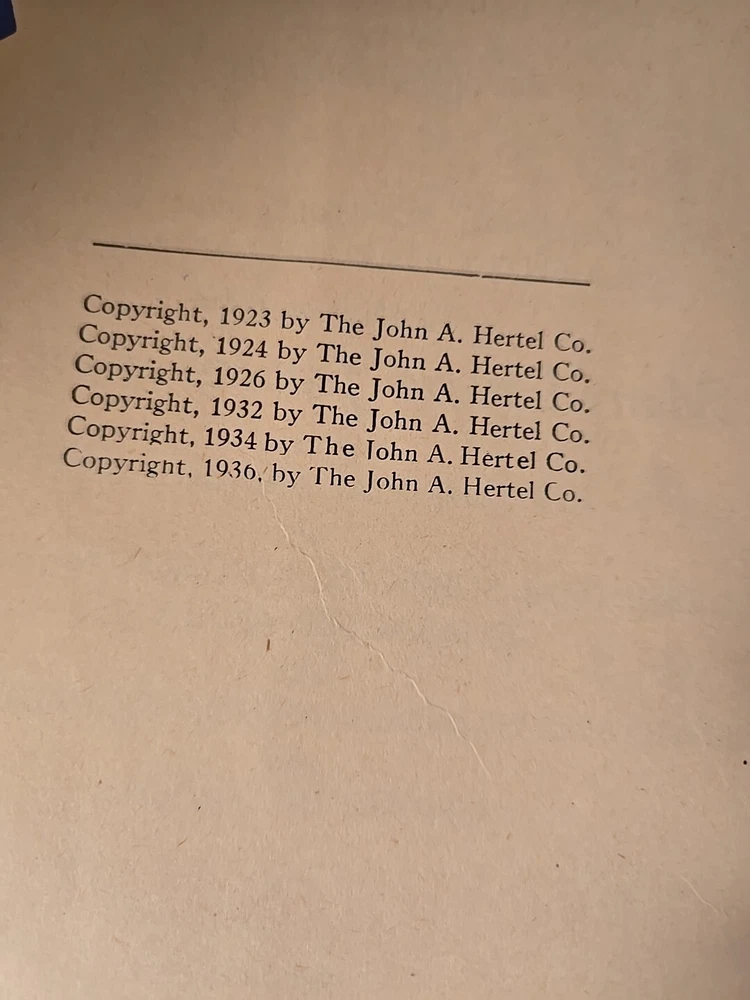 Copyright, 1923 by The John A. Hertel Co.
Copyright, 1924 by The John A. Hertel Co.
Copyright, 1926 by The John A. Hertel Co.
Copyright, 1932 by The John A. Hertel Co.
Copyright, 1934 by The John A. Hertel Co.
Copyright, 1936, by The John A. Hertel Co.